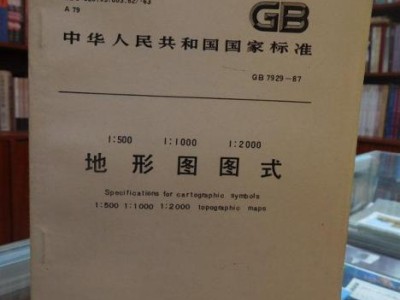 A 79
GB
中华人民共和国国家标准
GB 7929—87
1:500 1:1000 1:2000
地形图图式
Specifications for cartographic symbols
1:500 1:1000 1:2000 topographic maps